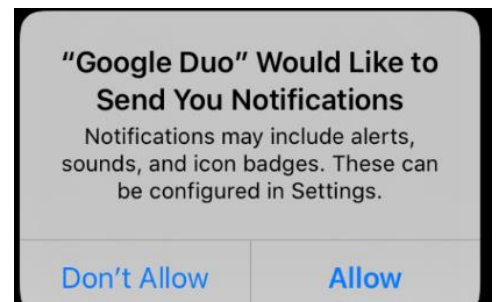 “Google Duo” Would Like to
Send You Notifications
Notifications may include alerts,
sounds, and icon badges. These can
be configured in Settings.
Don’t Allow
Allow